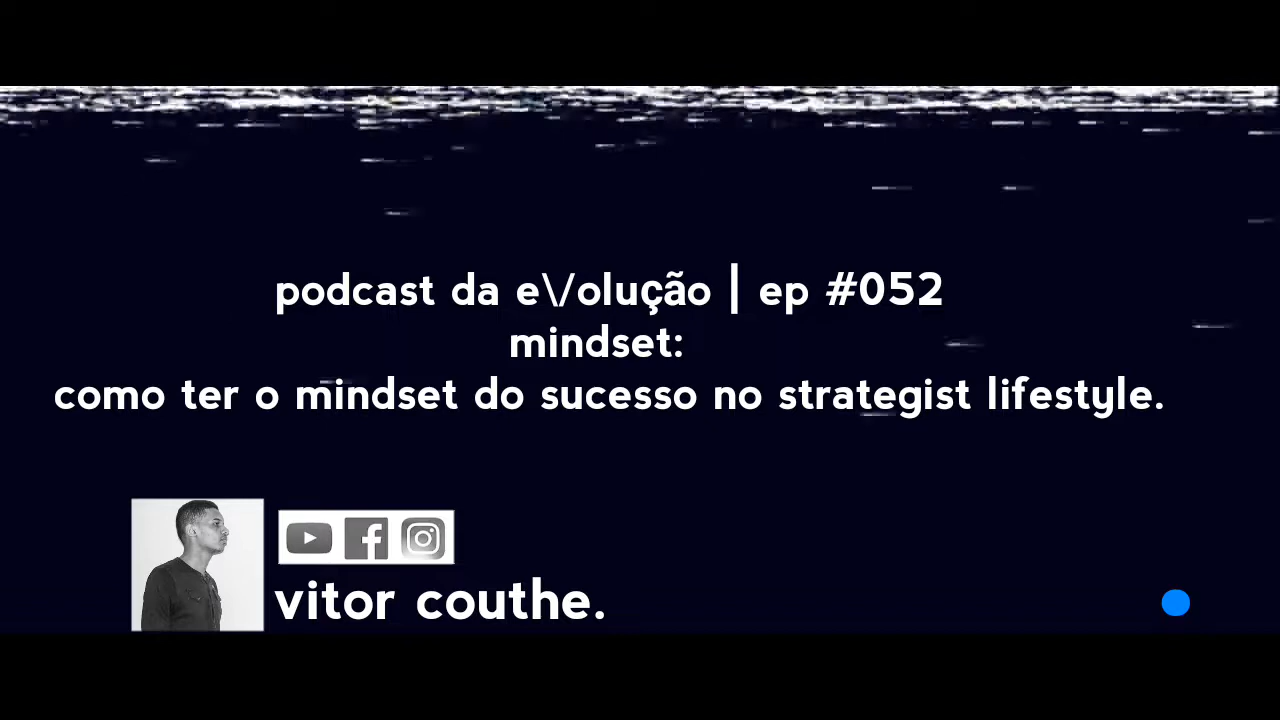 podcast da e\/olução | ep #052
mindset:
como ter o mindset do sucesso no strategist lifestyle.
vitor couthe.